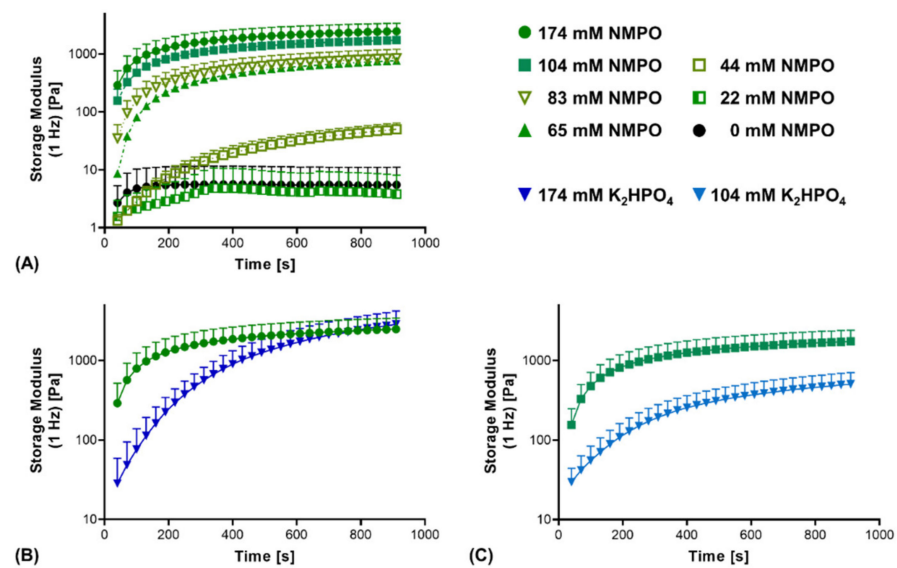 1000
100
10
1
Storage Modulus
(1 Hz) [Pa]
0 200 400 600 800 1000
Time [s]
(A)
174 mM NMPO
104 mM NMPO 44 mM NMPO
83 mM NMPO 22 mM NMPO
65 mM NMPO 0 mM NMPO
174 mM K₂HPO₄ 104 mM K₂HPO₄
1000
100
10
Storage Modulus
(1 Hz) [Pa]
0 200 400 600 800 1000
Time [s]
(B)
1000
100
10
Storage Modulus
(1 Hz) [Pa]
0 200 400 600 800 1000
Time [s]
(C)